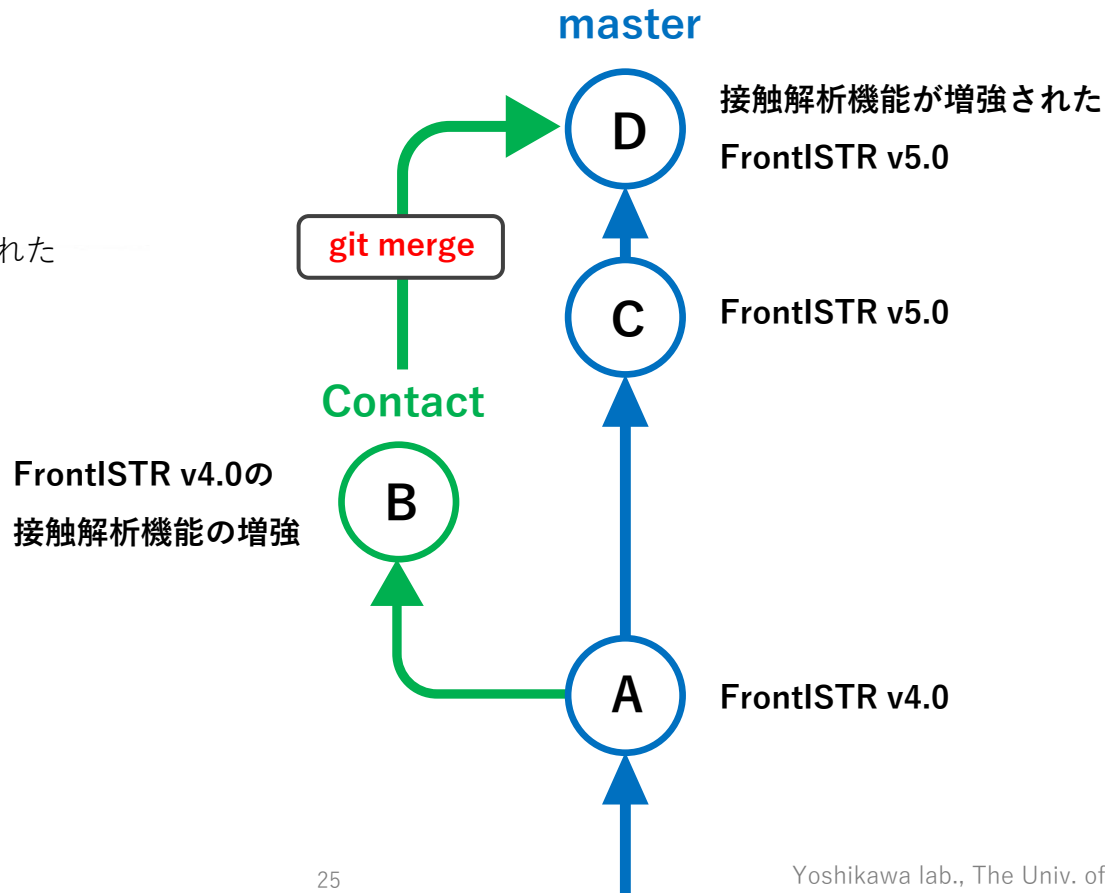 master
D
接触解析機能が増強された
FrontISTR v5.0
れた
git merge
C
FrontISTR v5.0
Contact
FrontISTR v4.0の
接触解析機能の増強
B
A
FrontISTR v4.0
25
Yoshikawa lab., The Univ. of